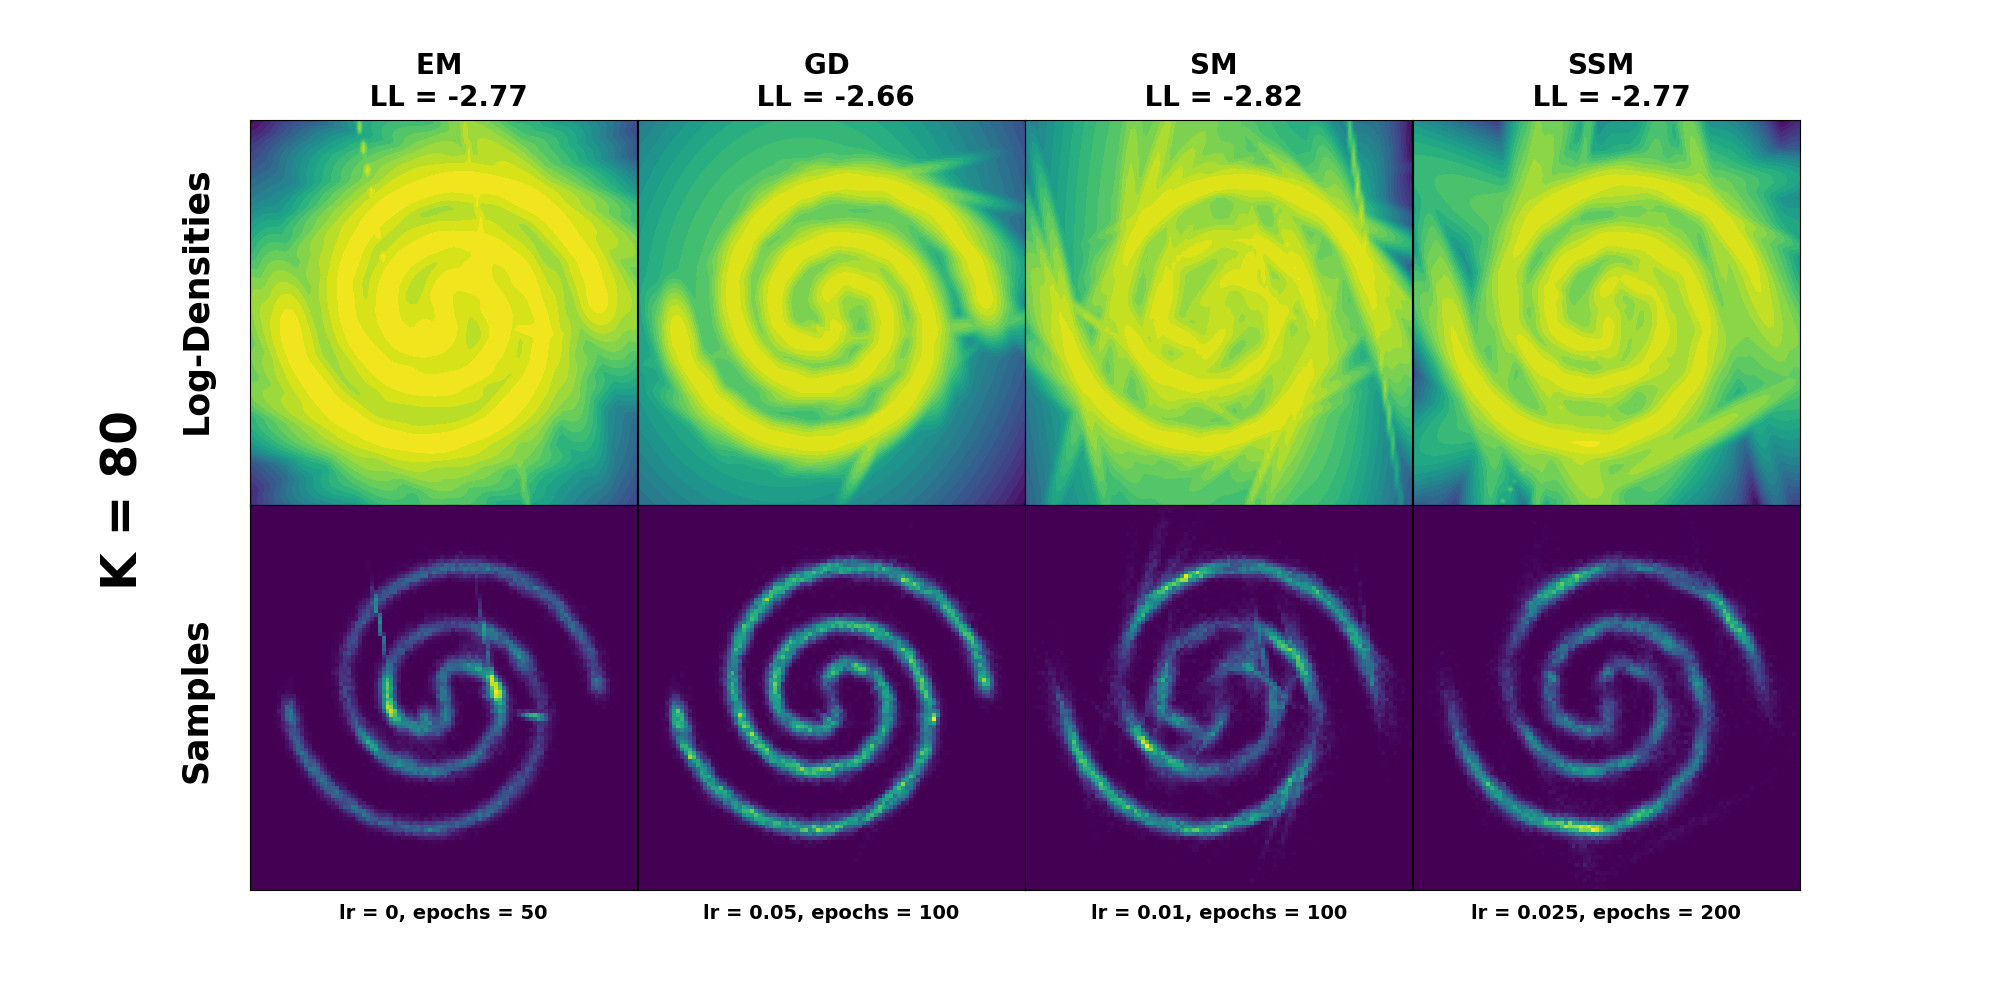 EM
LL = -2.77
GD
LL = -2.66
SM
LL = -2.82
SSM
LL = -2.77
K = 80
Log-Densities
Samples
lr = 0, epochs = 50
lr = 0.05, epochs = 100
lr = 0.01, epochs = 100
lr = 0.025, epochs = 200